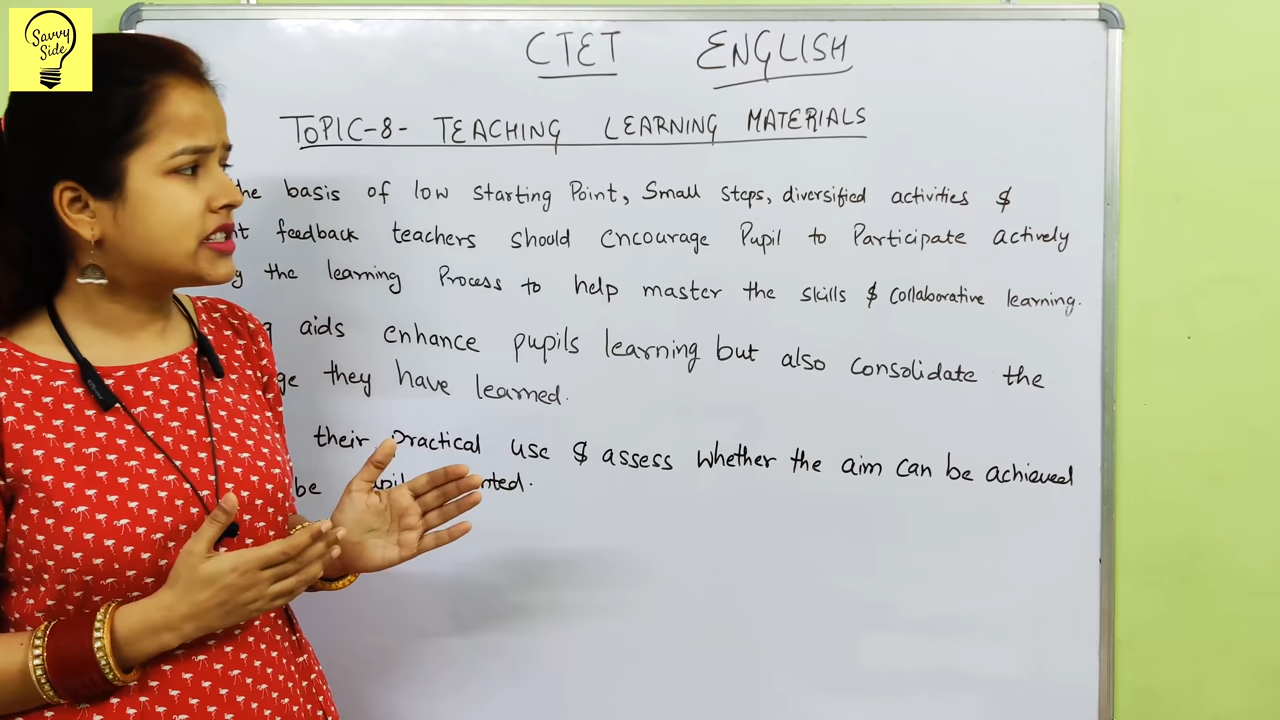 Savvy
Side
CTET ENGLISH
TOPIC-8- TEACHING LEARNING MATERIALS
basis of low starting Point, Small steps, diversified activities &
feedback teachers should encourage Pupil to Participate actively
the learning Process to help master the skills & collaborative learning.
aids enhance pupils learning but also consolidate the
they have learned.
their Practical use & assess whether the aim can be achieved
be